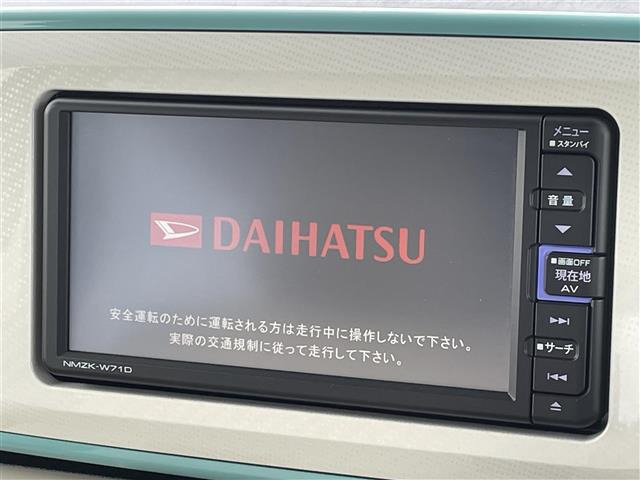 DAIHATSU
安全運転のために運転される方は走行中に操作しないで下さい。
実際の交通規制に従って走行して下さい。
NMZK-W71D
メニュー
■スタンバイ
▲
音量
▼
■画面OFF
現在地
AV
▶▶|
■サーチ
|◀◀
⏏